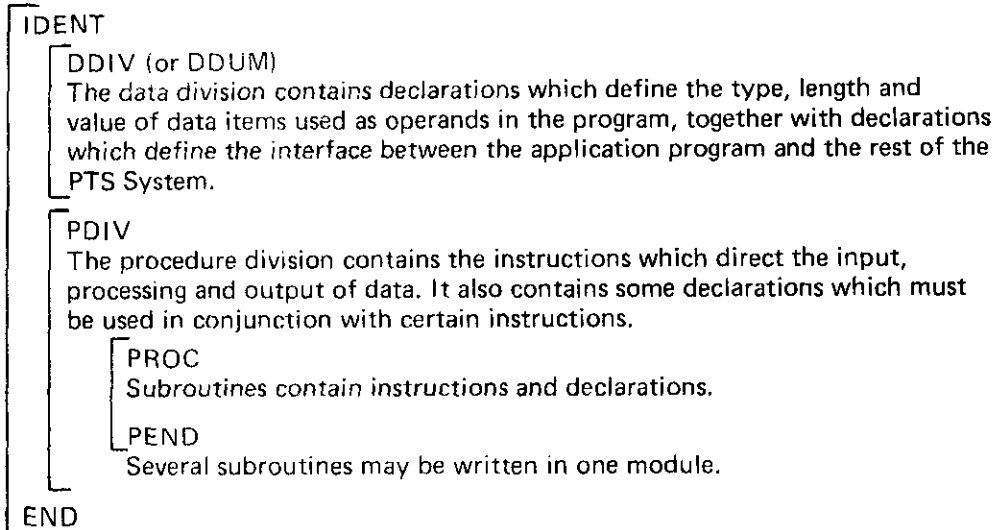 IDENT
DDIV (or DDUM)
The data division contains declarations which define the type, length and
value of data items used as operands in the program, together with declarations
which define the interface between the application program and the rest of the
PTS System.
PDIV
The procedure division contains the instructions which direct the input,
processing and output of data. It also contains some declarations which must
be used in conjunction with certain instructions.
PROC
Subroutines contain instructions and declarations.
PEND
Several subroutines may be written in one module.
END